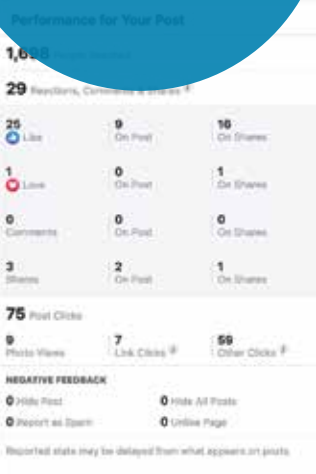 Performance for Your Post
1,698 People Reached
29 Reactions, Comments & Shares
25 9 16
Like On Post On Shares
1 0 1
Love On Post On Shares
0 0 0
Comments On Post On Shares
3 2 1
Shares On Post On Shares
75 Post Clicks
9 7 59
Photo Views Link Clicks Other Clicks
NEGATIVE FEEDBACK
0 Hide Post 0 Hide All Posts
0 Report as Spam 0 Unlike Page
Reported stats may be delayed from what appears on posts